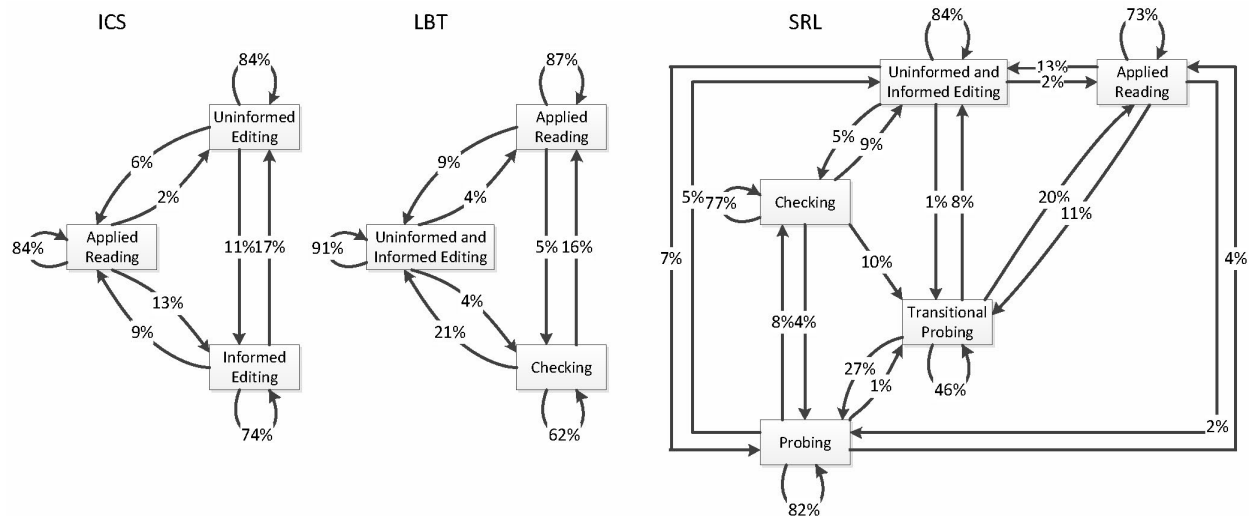 ICS
LBT
SRL
84%
Uninformed
Editing
6%
2%
84%
Applied
Reading
11%
17%
13%
9%
Informed
Editing
74%
87%
Applied
Reading
9%
4%
91%
Uninformed and
Informed Editing
5%
16%
4%
21%
Checking
62%
84%
73%
Uninformed and
Informed Editing
13%
2%
Applied
Reading
5%
9%
5%
77%
Checking
1%
8%
20%
11%
7%
10%
4%
Transitional
Probing
8%
4%
27%
1%
46%
2%
Probing
82%